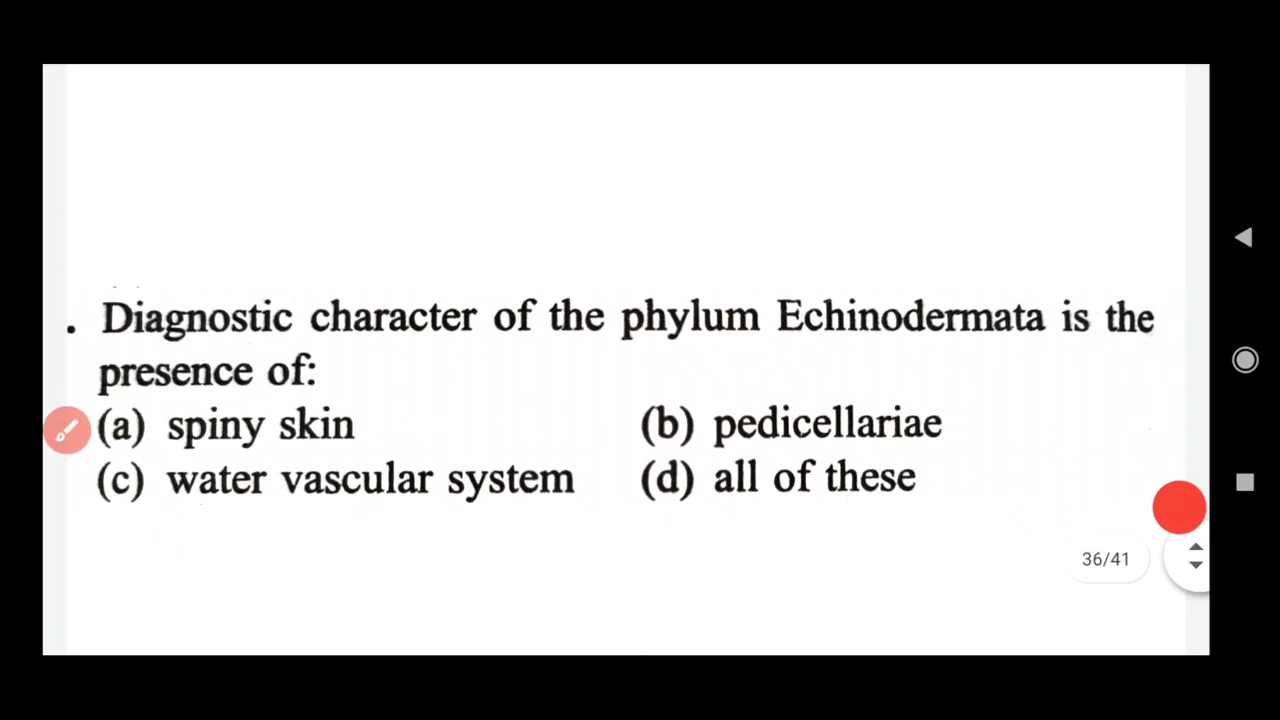 . Diagnostic character of the phylum Echinodermata is the
presence of:
(a) spiny skin (b) pedicellariae
(c) water vascular system (d) all of these
36/41